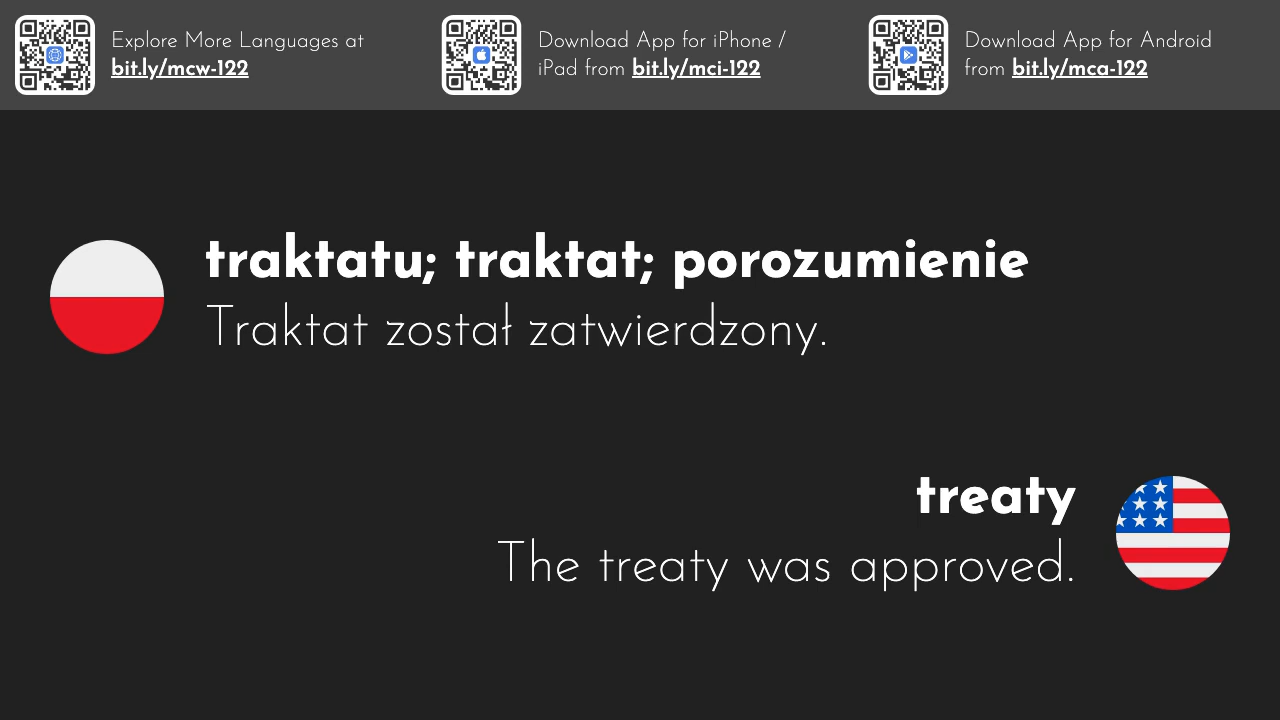 Explore More Languages at
bit.ly/mcw-122
Download App for iPhone /
iPad from bit.ly/mci-122
Download App for Android
from bit.ly/mca-122
traktatu; traktat; porozumienie
Traktat został zatwierdzony.
treaty
The treaty was approved.